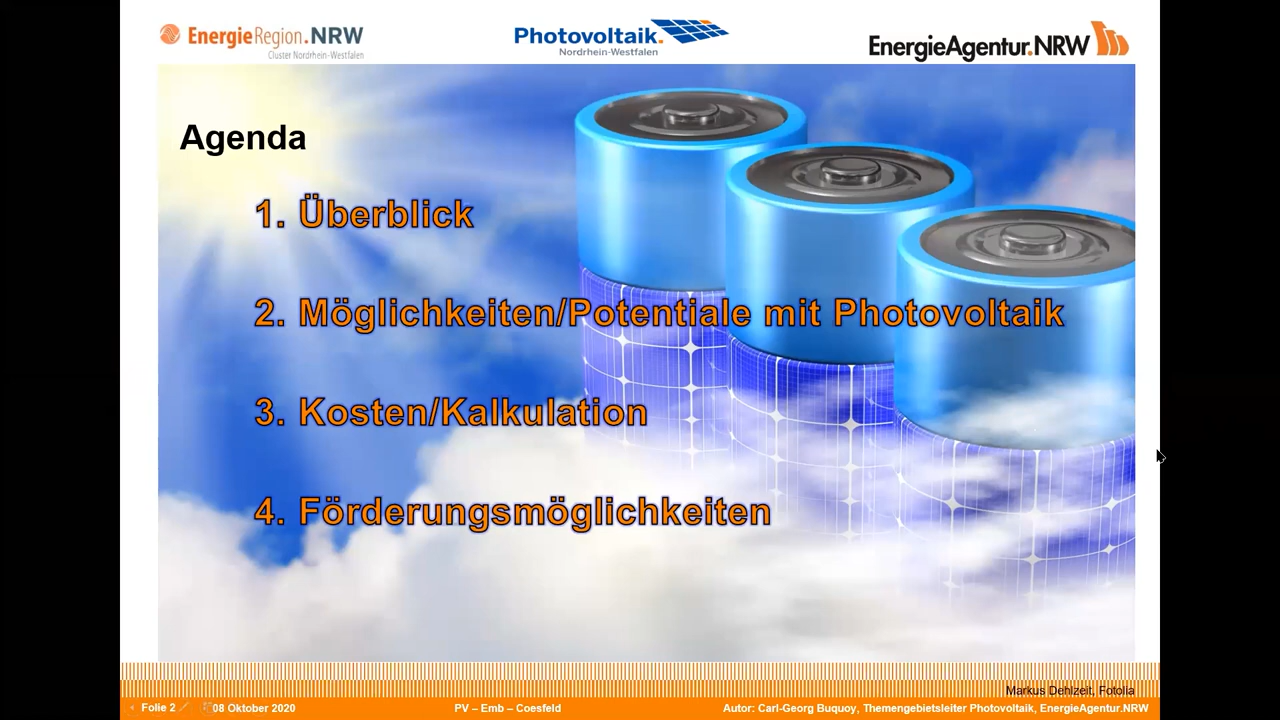 EnergieRegion.NRW
Cluster Nordrhein-Westfalen
Photovoltaik.
Nordrhein-Westfalen
EnergieAgentur.NRW
Agenda
1. Überblick
2. Möglichkeiten/Potentiale mit Photovoltaik
3. Kosten/Kalkulation
4. Förderungsmöglichkeiten
Markus Dehlzeit, Fotolia
Folie 2
08 Oktober 2020
PV – Emb – Coesfeld
Autor: Carl-Georg Buquoy, Themengebietsleiter Photovoltaik, EnergieAgentur.NRW